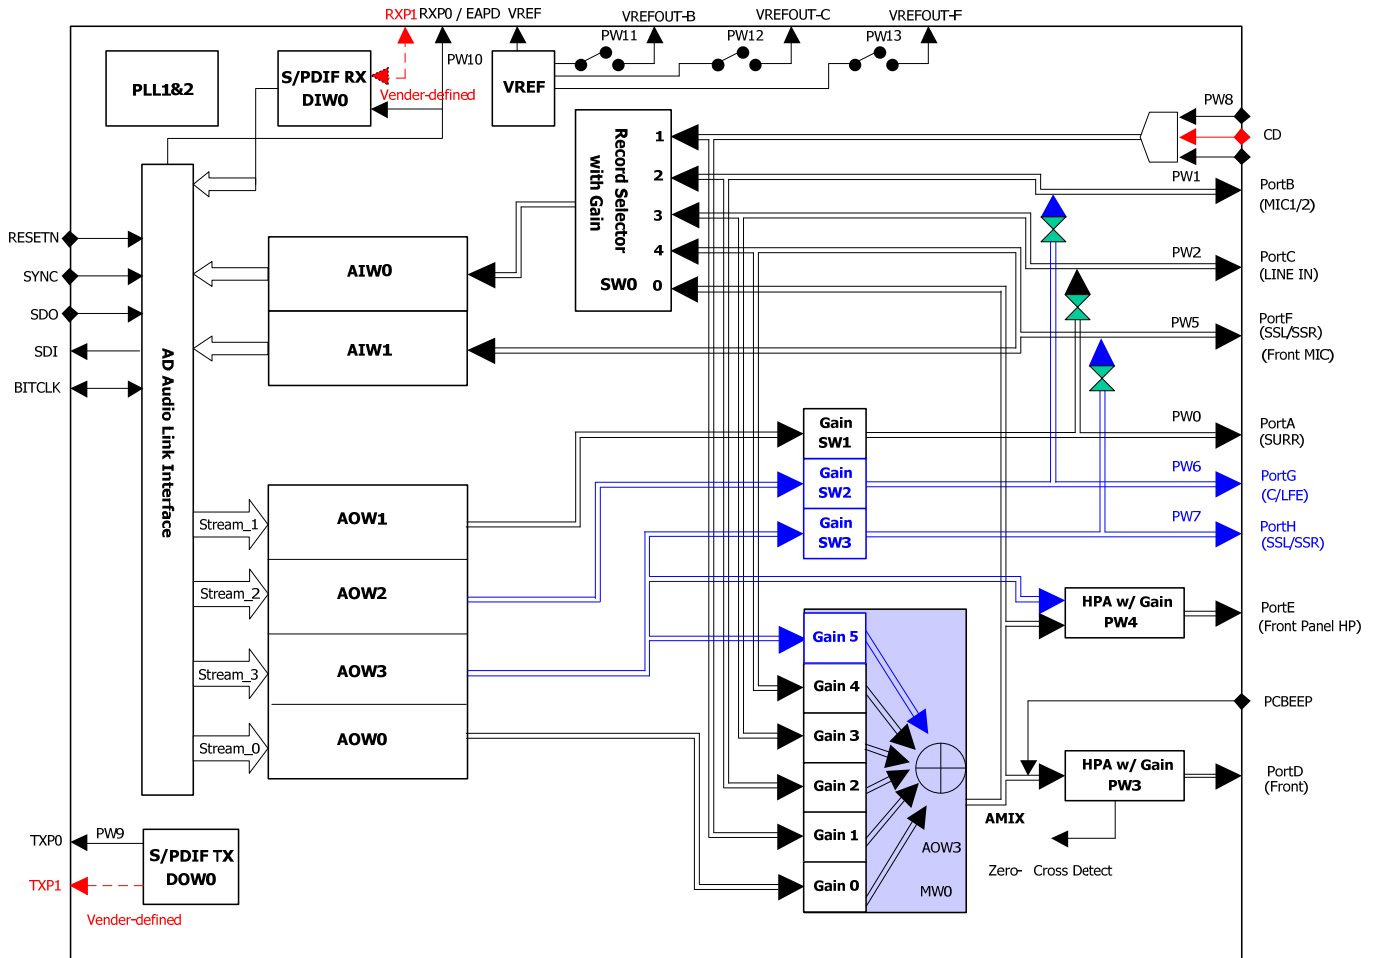 RXP1 RXP0 / EAPD VREF
VREFOUT-B
VREFOUT-C
VREFOUT-F
PW10
PW11
PW12
PW13
PLL1&2
S/PDIF RX
DIW0
Vender-defined
VREF
Record Selector
with Gain
1
2
3
4
SW0 0
PW8
CD
PW1
PortB
(MIC1/2)
PW2
PortC
(LINE IN)
PW5
PortF
(SSL/SSR)
(Front MIC)
RESETN
SYNC
SDO
SDI
BITCLK
AD Audio Link Interface
AIW0
AIW1
Gain
SW1
PW0
PortA
(SURR)
Gain
SW2
PW6
PortG
(C/LFE)
Gain
SW3
PW7
PortH
(SSL/SSR)
Stream_1
AOW1
Stream_2
AOW2
Stream_3
AOW3
Stream_0
AOW0
HPA w/ Gain
PW4
PortE
(Front Panel HP)
Gain 5
Gain 4
Gain 3
Gain 2
Gain 1
Gain 0
AOW3
MW0
PCBEEP
HPA w/ Gain
PW3
PortD
(Front)
AMIX
Zero- Cross Detect
TXP0
PW9
S/PDIF TX
DOW0
TXP1
Vender-defined